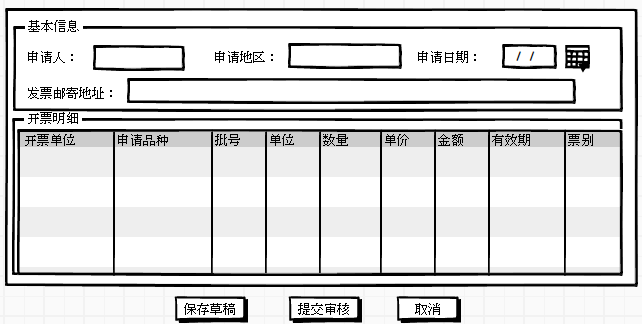 基本信息
申请人： 申请地区： 申请日期： / /
发票邮寄地址：
开票明细
开票单位 申请品种 批号 单位 数量 单价 金额 有效期 票别
保存草稿 提交审核 取消